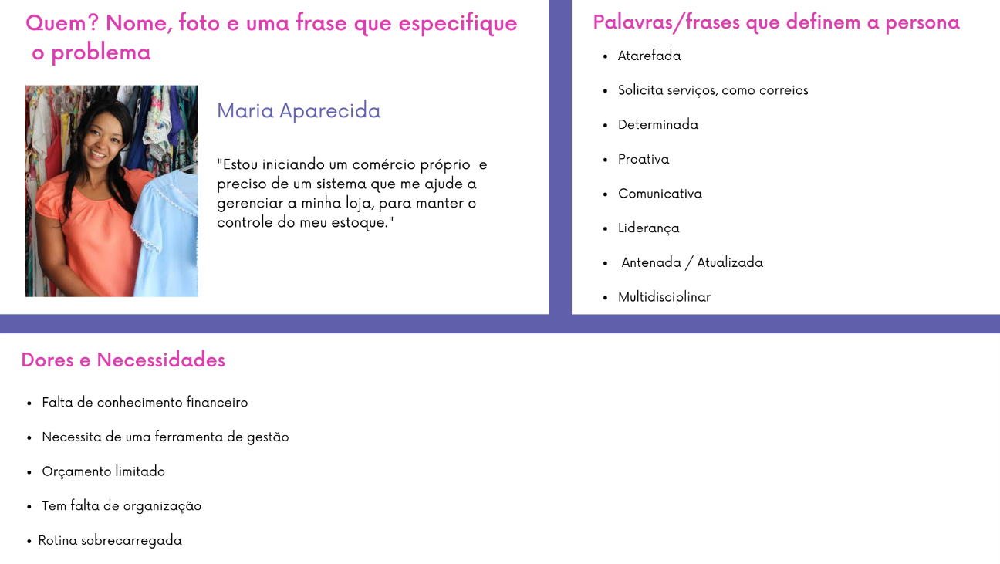 Quem? Nome, foto e uma frase que especifique
o problema
Maria Aparecida
"Estou iniciando um comércio próprio e
preciso de um sistema que me ajude a
gerenciar a minha loja, para manter o
controle do meu estoque."
Palavras/frases que definem a persona
• Atarefada
• Solicita serviços, como correios
• Determinada
• Proativa
• Comunicativa
• Liderança
• Antenada / Atualizada
• Multidisciplinar
Dores e Necessidades
• Falta de conhecimento financeiro
• Necessita de uma ferramenta de gestão
• Orçamento limitado
• Tem falta de organização
• Rotina sobrecarregada